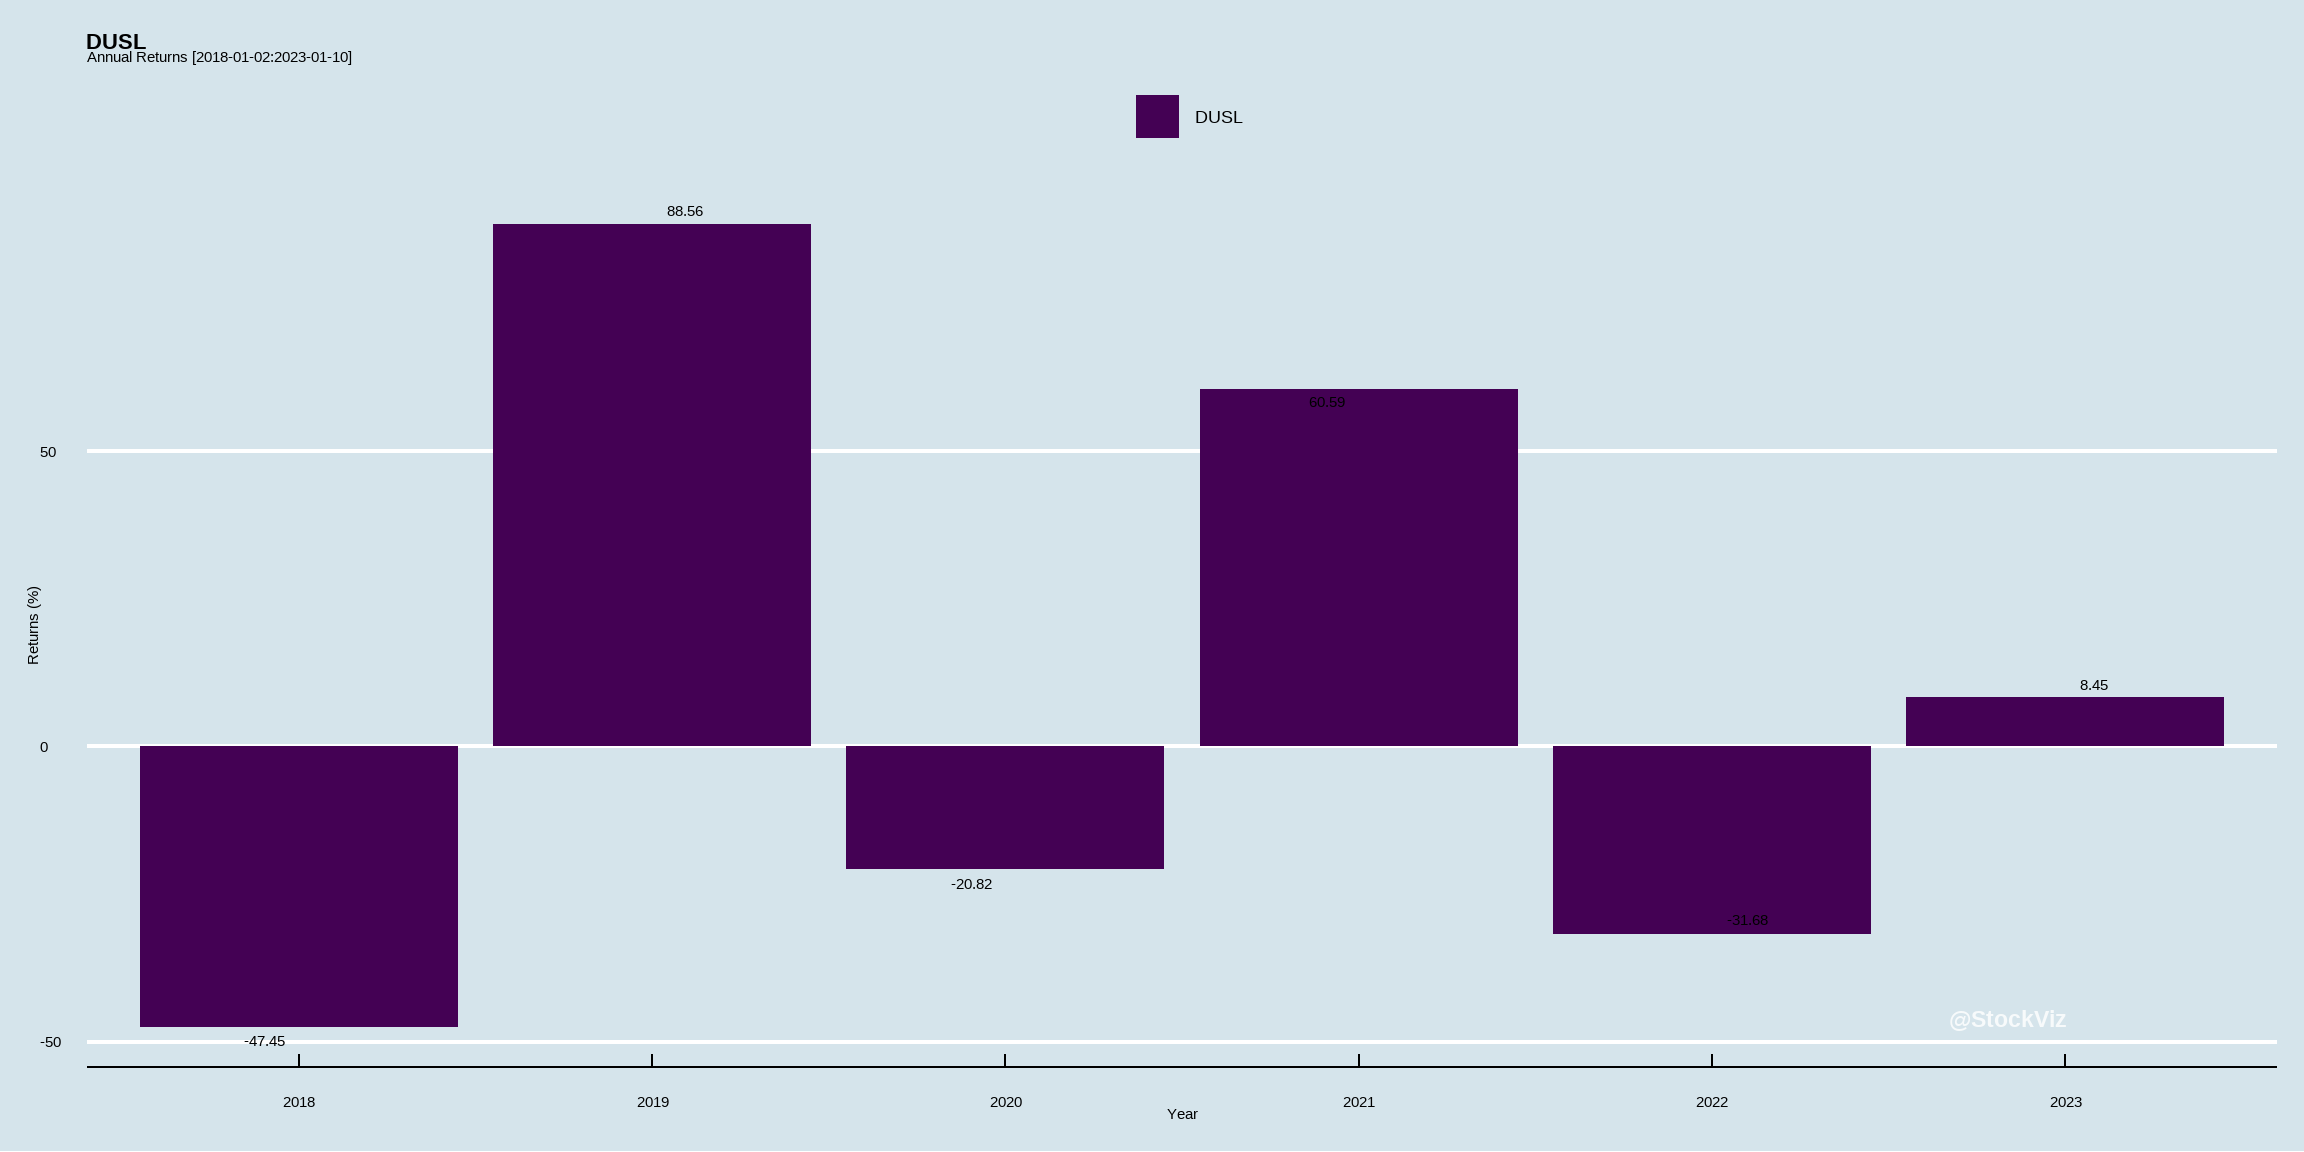 DUSL
Annual Returns [2018-01-02:2023-01-10]
DUSL
88.56
60.59
50
Returns (%)
8.45
0
-20.82
-31.68
@StockViz
-47.45
-50
2018 2019 2020 2021 2022 2023
Year